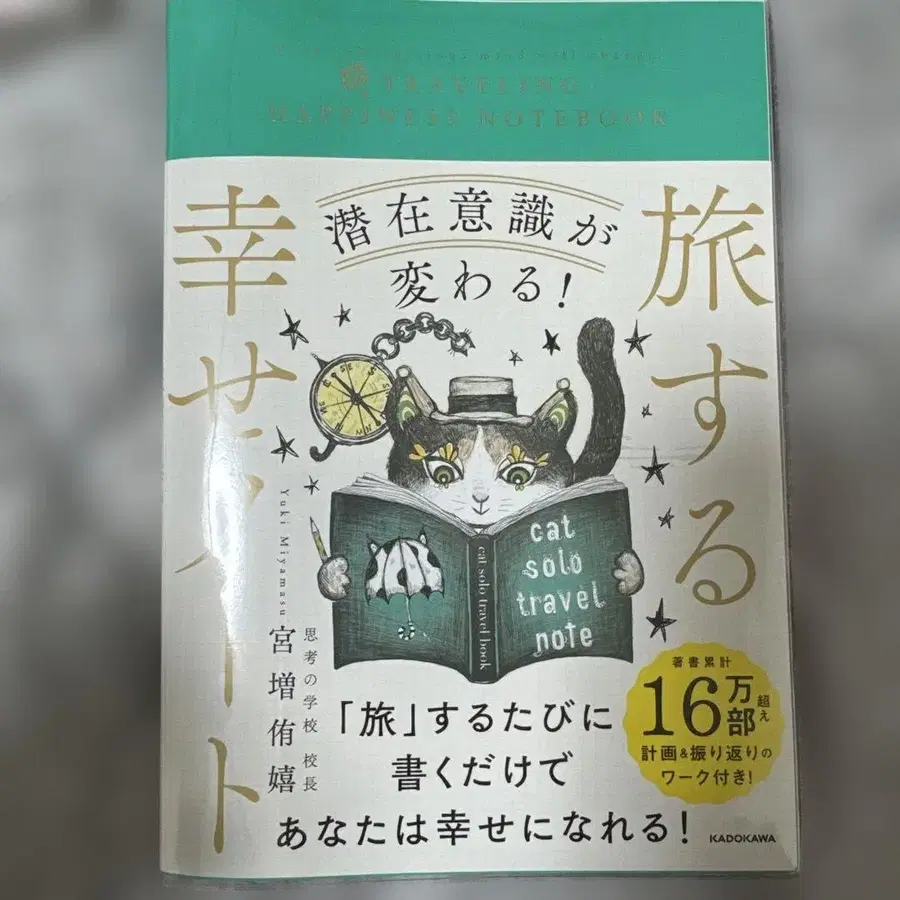 TRAVELING
HAPPINESS NOTEBOOK
旅する
幸せノート
潜在意識が
変わる!
cat
solo
travel
note
cat solo travel book
Yuki Miyamasu
思考の学校 校長
宮増侑嬉
「旅」するたびに
書くだけで
あなたは幸せになれる!
著書累計
16万部超え
計画&振り返りの
ワーク付き!
KADOKAWA